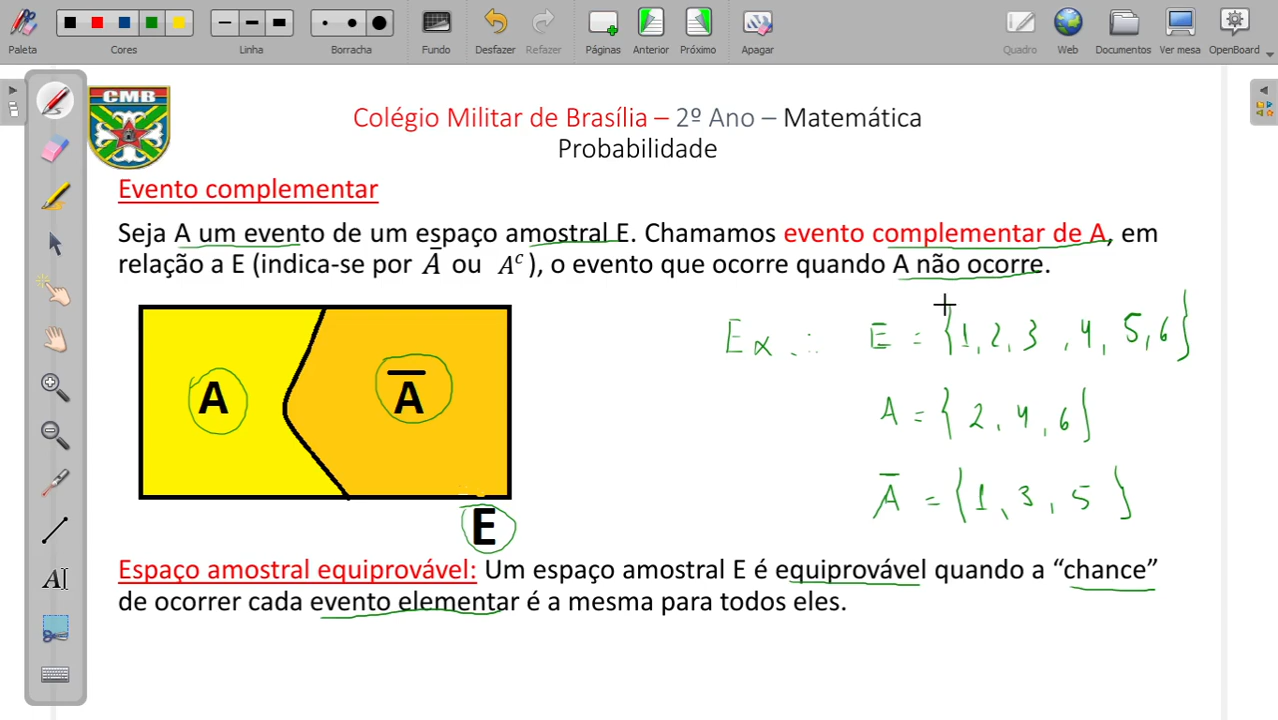 Paleta Cores Linha Borracha Fundo Desfazer Refazer Páginas Anterior Próximo Apagar Quadro Web Documentos Ver mesa OpenBoard
CMB
Colégio Militar de Brasília – 2º Ano – Matemática
Probabilidade
Evento complementar
Seja A um evento de um espaço amostral E. Chamamos evento complementar de A, em
relação a E (indica-se por Ā ou Aᶜ ), o evento que ocorre quando A não ocorre.
Ex ∴ E = {1, 2, 3 , 4, 5, 6}
A Ā
A = { 2, 4, 6}
Ā = {1, 3, 5 }
E
Espaço amostral equiprovável: Um espaço amostral E é equiprovável quando a “chance”
de ocorrer cada evento elementar é a mesma para todos eles.